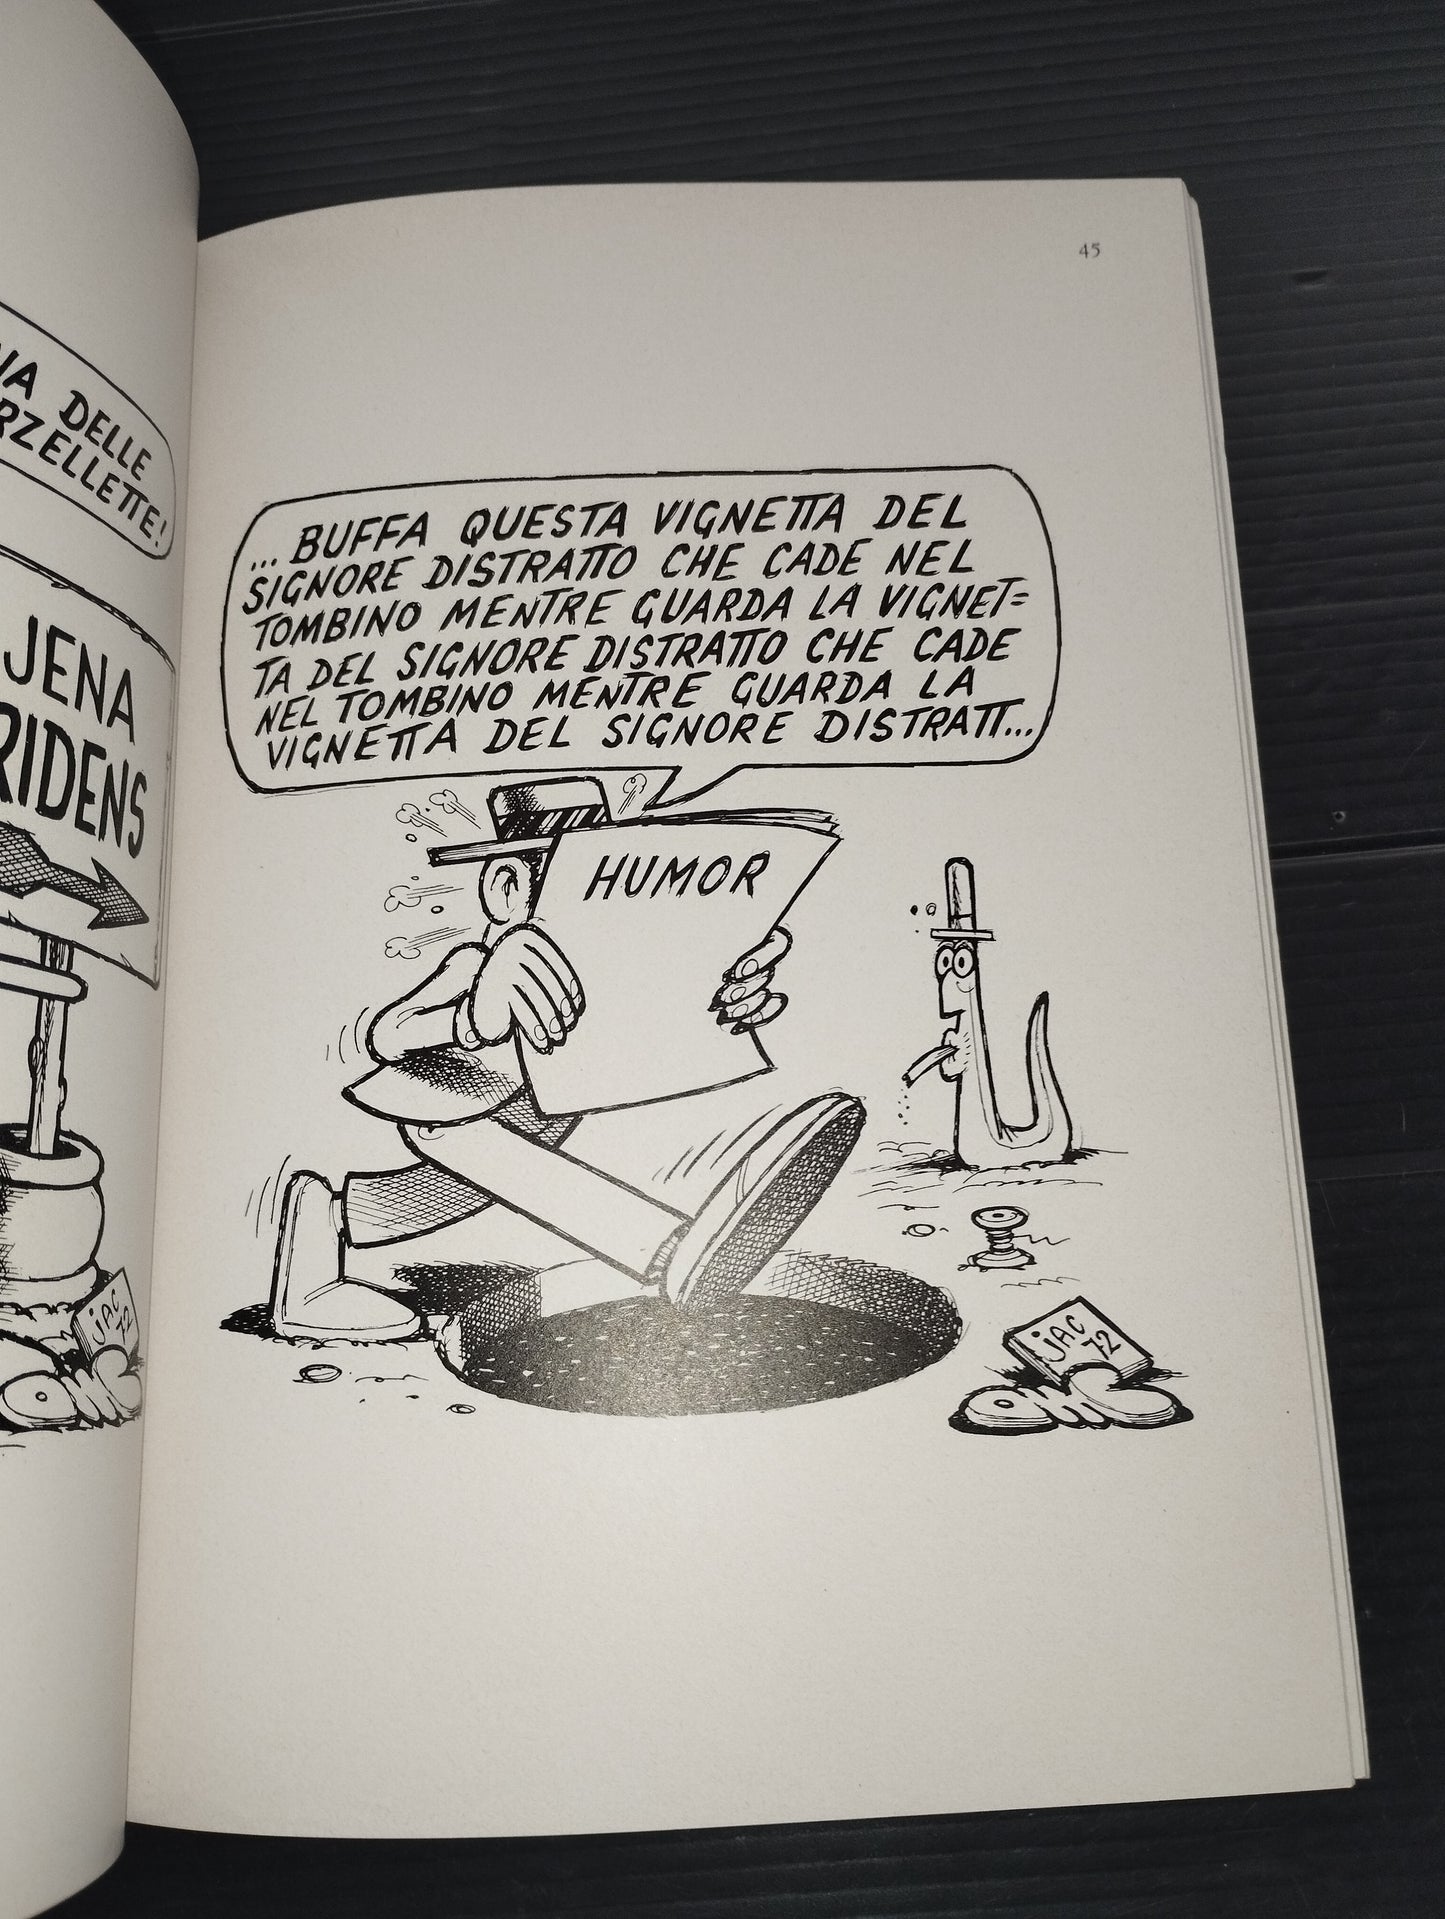 DELLE
JENA
RIDENS
JAC
72
45
... BUFFA QUESTA VIGNETTA DEL
SIGNORE DISTRATTO CHE CADE NEL
TOMBINO MENTRE GUARDA LA VIGNET=
TA DEL SIGNORE DISTRATTO CHE CADE
NEL TOMBINO MENTRE GUARDA LA
VIGNETTA DEL SIGNORE DISTRATT...
HUMOR
JAC
72